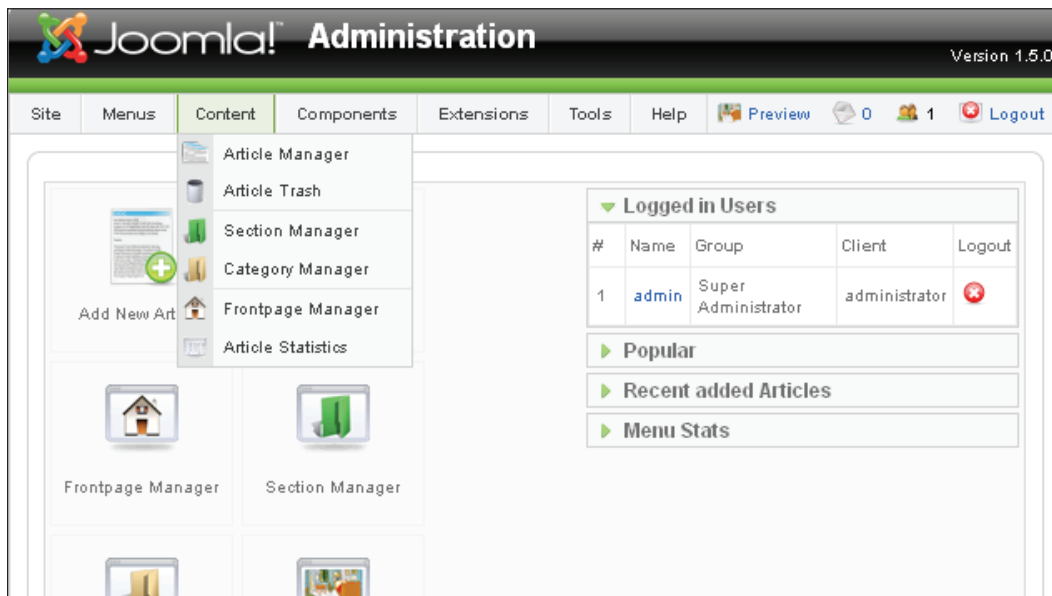 Joomla! Administration
Version 1.5.0
Site Menus Content Components Extensions Tools Help Preview 0 1 Logout
Article Manager
Article Trash
Section Manager
Category Manager
Frontpage Manager
Article Statistics
Add New Art
Frontpage Manager
Section Manager
Logged in Users
# Name Group Client Logout
1 admin Super Administrator administrator
Popular
Recent added Articles
Menu Stats